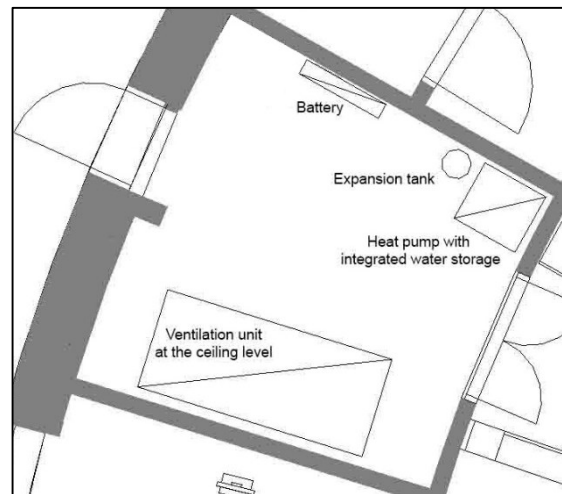 Battery
Expansion tank
Heat pump with
integrated water storage
Ventilation unit
at the ceiling level